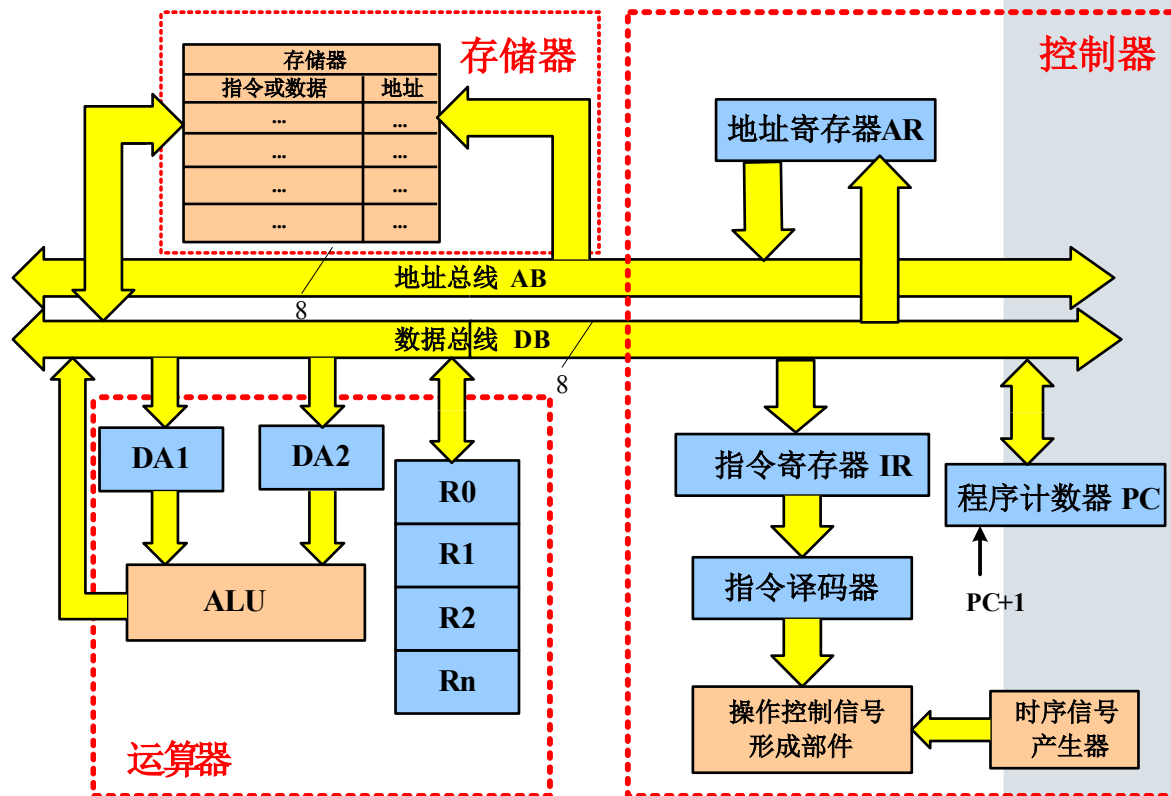 存储器
存储器
指令或数据 地址
... ...
... ...
... ...
... ...
控制器
地址寄存器AR
地址总线 AB
8
数据总线 DB
8
DA1
DA2
R0
R1
R2
Rn
ALU
运算器
指令寄存器 IR
程序计数器 PC
PC+1
指令译码器
操作控制信号
形成部件
时序信号
产生器